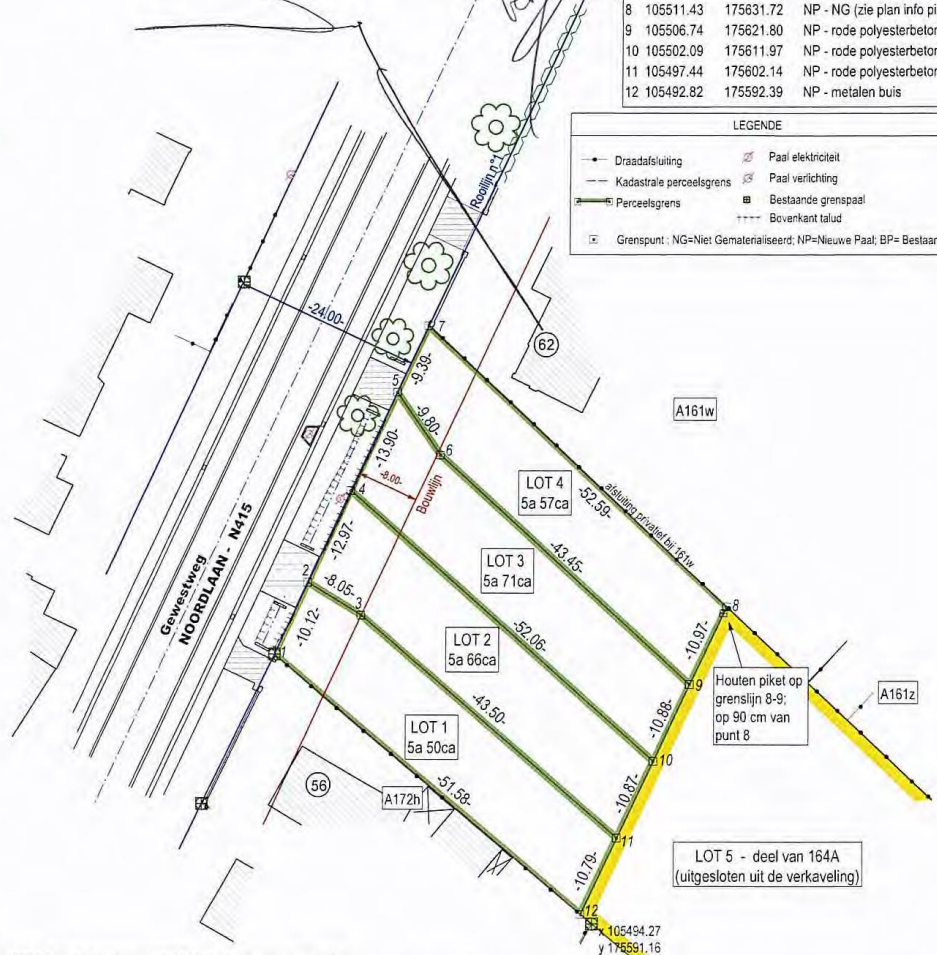 8 105511.43 175631.72 NP - NG (zie plan info pi
9 105506.74 175621.80 NP - rode polyesterbeton
10 105502.09 175611.97 NP - rode polyesterbeton
11 105497.44 175602.14 NP - rode polyesterbeton
12 105492.82 175592.39 NP - metalen buis
LEGENDE
Draadafsluiting
Paal elektriciteit
Kadastrale perceelsgrens
Paal verlichting
Perceelsgrens
Bestaande grenspaal
Bovenkant talud
Grenspunt : NG=Niet Gematerialiseerd; NP=Nieuwe Paal; BP= Bestaan
Rooilijn n°1
-24.00-
7
62
-9.39-
5
-9.80-
A161w
6
-13.90-
-8.00-
Bouwlijn
4
LOT 4
5a 57ca
-52.59-
afsluiting privatief bij 161w
-43.45-
LOT 3
5a 71ca
-12.97-
Gewestweg
NOORDLAAN - N415
2
-8.05-
3
-10.12-
1
LOT 2
5a 66ca
-52.06-
8
-10.97-
9
Houten piket op
grenslijn 8-9;
op 90 cm van
punt 8
A161z
LOT 1
5a 50ca
-43.50-
-10.88-
10
56
A172h
-51.58-
-10.87-
11
LOT 5 - deel van 164A
(uitgesloten uit de verkaveling)
-10.79-
12
x 105494.27
y 175591.16